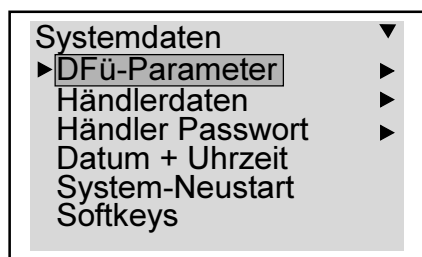 Systemdaten
DFü-Parameter
Händlerdaten
Händler Passwort
Datum + Uhrzeit
System-Neustart
Softkeys